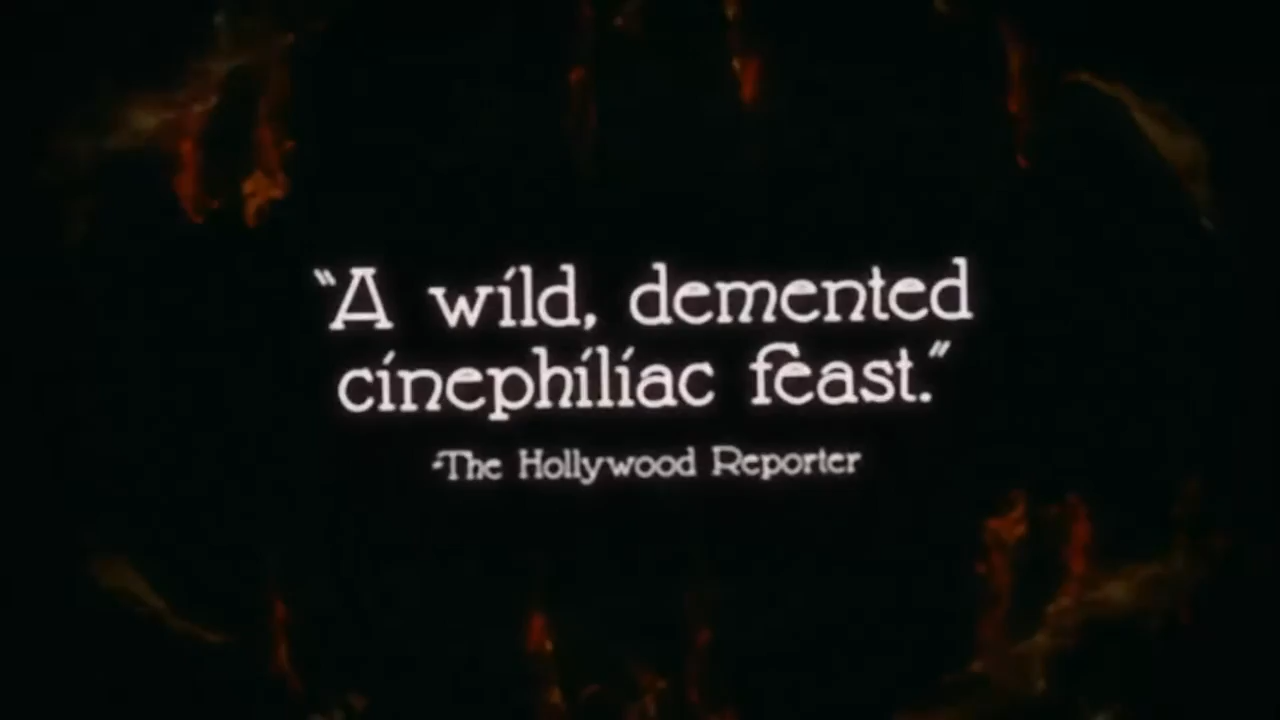 “A wild, demented
cinephiliac feast.”
-The Hollywood Reporter